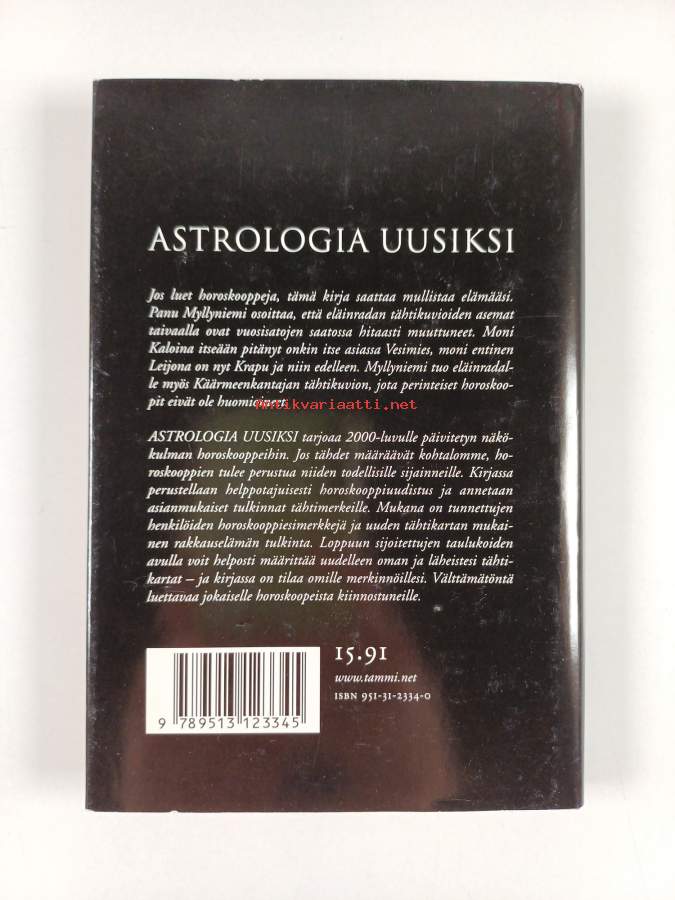 ASTROLOGIA UUSIKSI
Jos luet horoskooppeja, tämä kirja saattaa mullistaa elämääsi.
Panu Myllyniemi osoittaa, että eläinradan tähtikuvioiden asemat
taivaalla ovat vuosisatojen saatossa hitaasti muuttuneet. Moni
Kaloina itseään pitänyt onkin itse asiassa Vesimies, moni entinen
Leijona on nyt Krapu ja niin edelleen. Myllyniemi tuo eläinradal-
le myös Käärmeenkantajan tähtikuvion, jota perinteiset horoskoo-
pit eivät ole huomioineet.
Antikvariaatti.net
ASTROLOGIA UUSIKSI tarjoaa 2000-luvulle päivitetyn näkö-
kulman horoskooppeihin. Jos tähdet määräävät kohtalomme, ho-
roskooppien tulee perustua niiden todellisille sijainneille. Kirjassa
perustellaan helppotajuisesti horoskooppiuudistus ja annetaan
asianmukaiset tulkinnat tähtimerkeille. Mukana on tunnettujen
henkilöiden horoskooppiesimerkkejä ja uuden tähtikartan mukai-
nen rakkauselämän tulkinta. Loppuun sijoitettujen taulukoiden
avulla voit helposti määrittää uudelleen oman ja läheistesi tähti-
kartat – ja kirjassa on tilaa omille merkinnöillesi. Välttämätöntä
luettavaa jokaiselle horoskoopeista kiinnostuneille.
15.91
www.tammi.net
ISBN 951-31-2334-0
9 789513 123345